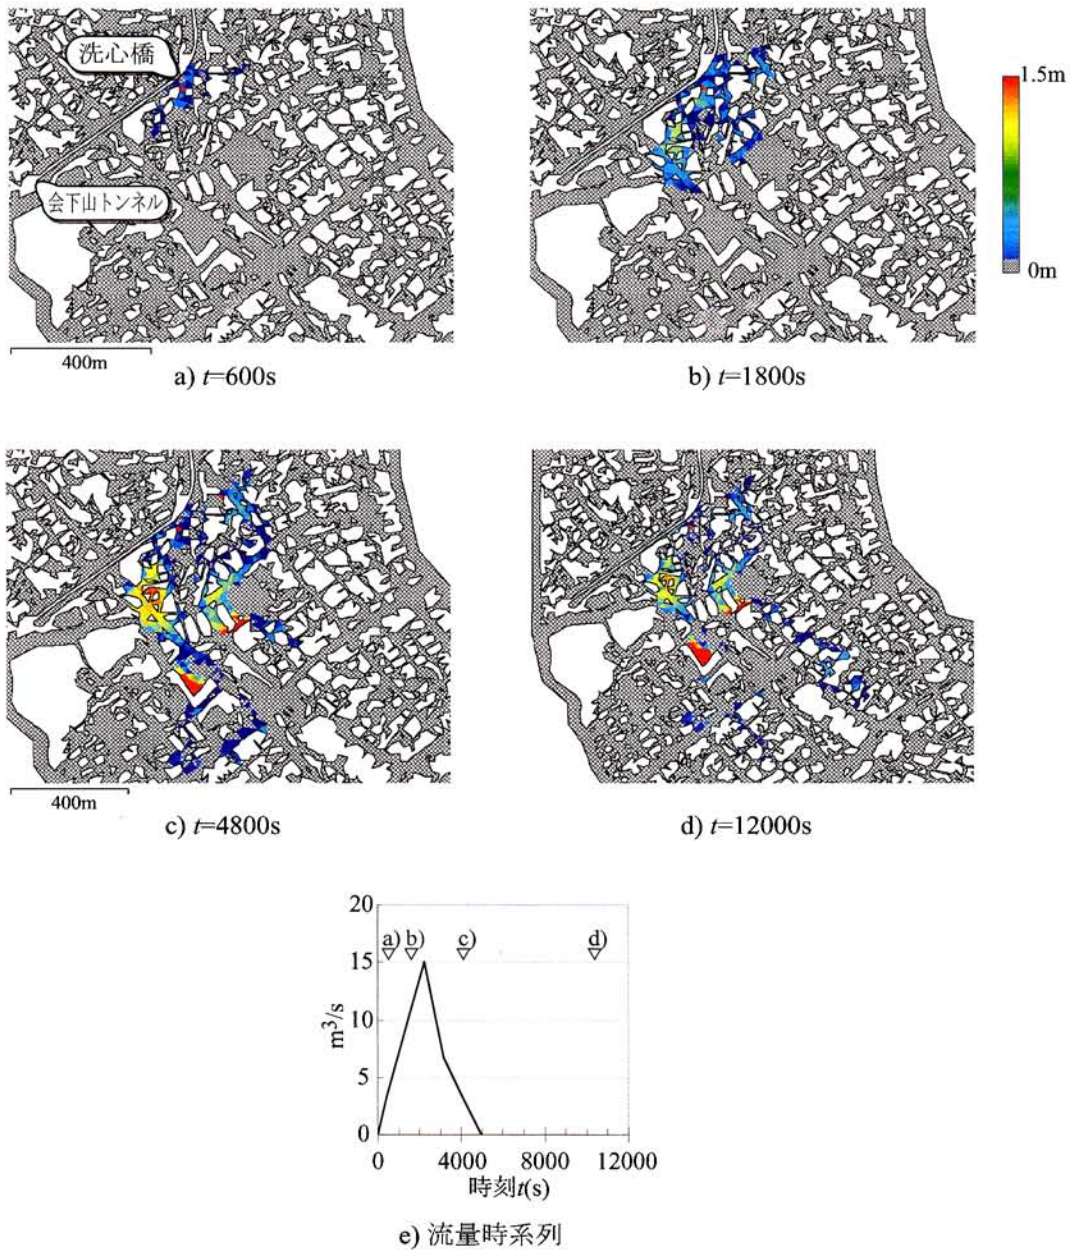 洗心橋
会下山トンネル
400m
a) t=600s
b) t=1800s
1.5m
0m
400m
c) t=4800s
d) t=12000s
20
15
10
5
0
m³/s
a)
b)
c)
d)
0
4000
8000
12000
時刻t(s)
e) 流量時系列